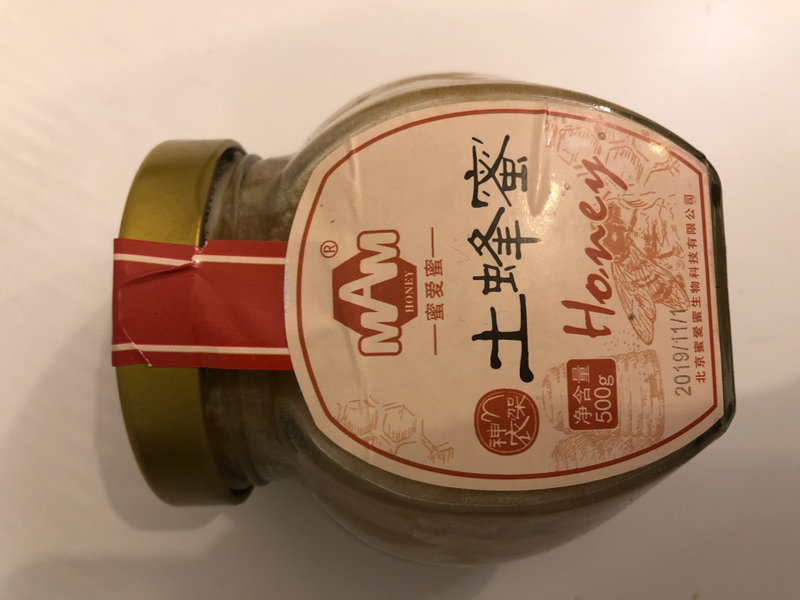 MAM®
HONEY
蜜爱蜜
土蜂蜜
Honey
神农架
净含量
500g
2019/11/1
北京蜜爱蜜生物科技有限公司